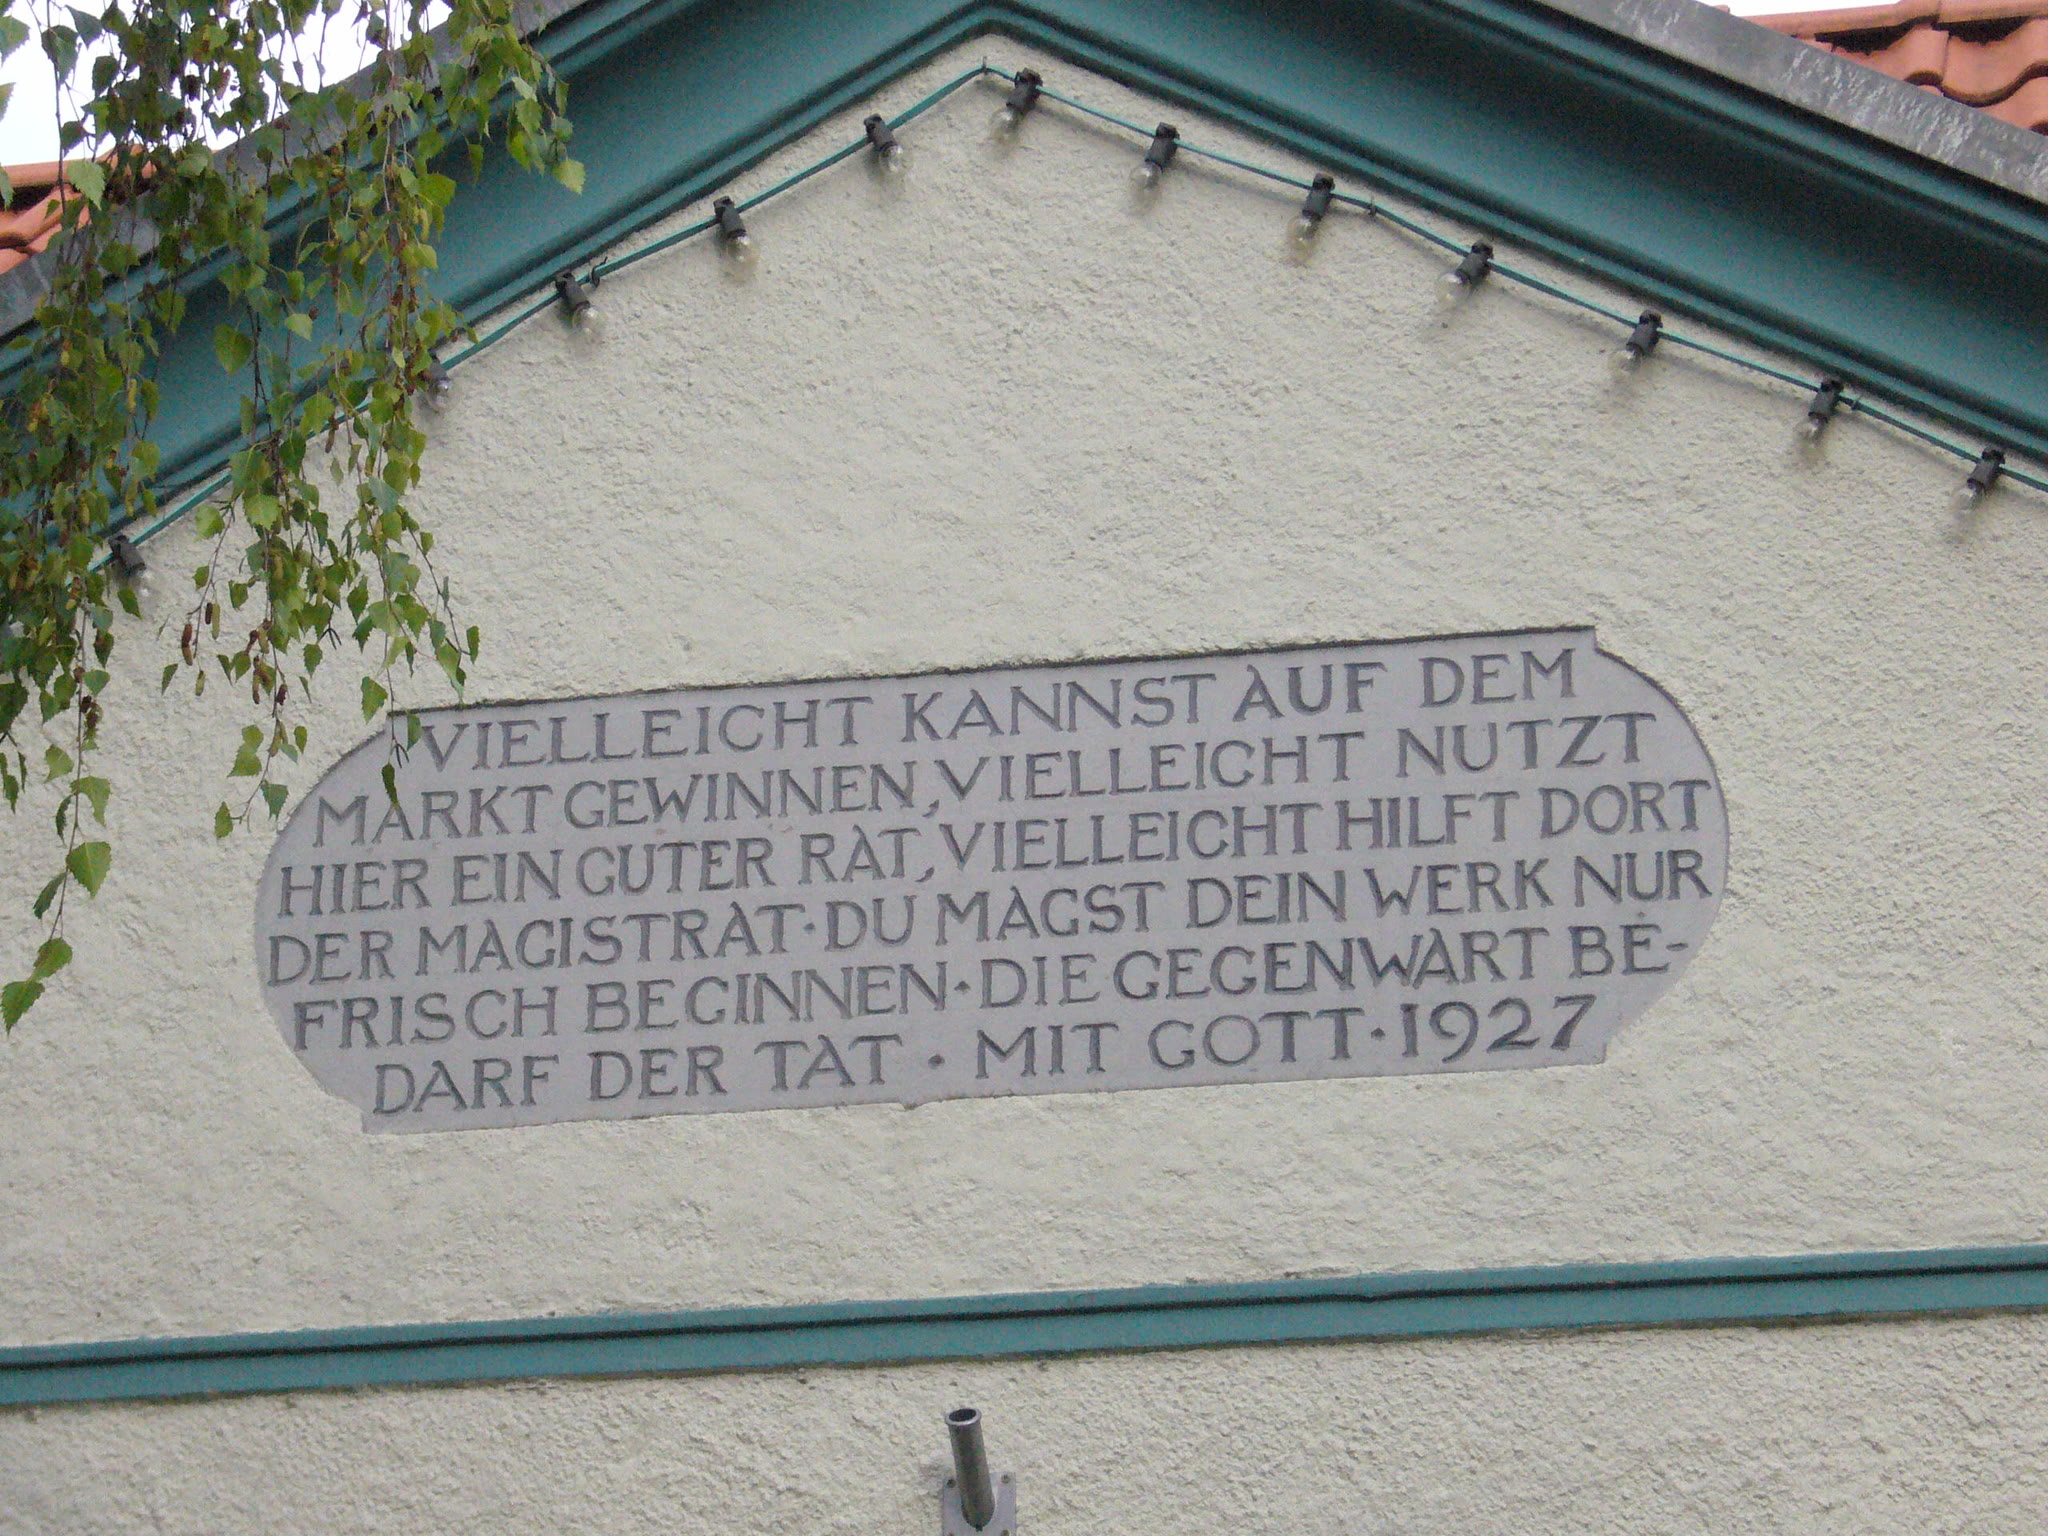 VIELLEICHT KANNST AUF DEM
MARKT GEWINNEN, VIELLEICHT NUTZT
HIER EIN GUTER RAT, VIELLEICHT HILFT DORT
DER MAGISTRAT · DU MAGST DEIN WERK NUR
FRISCH BEGINNEN · DIE GEGENWART BE-
DARF DER TAT · MIT GOTT · 1927